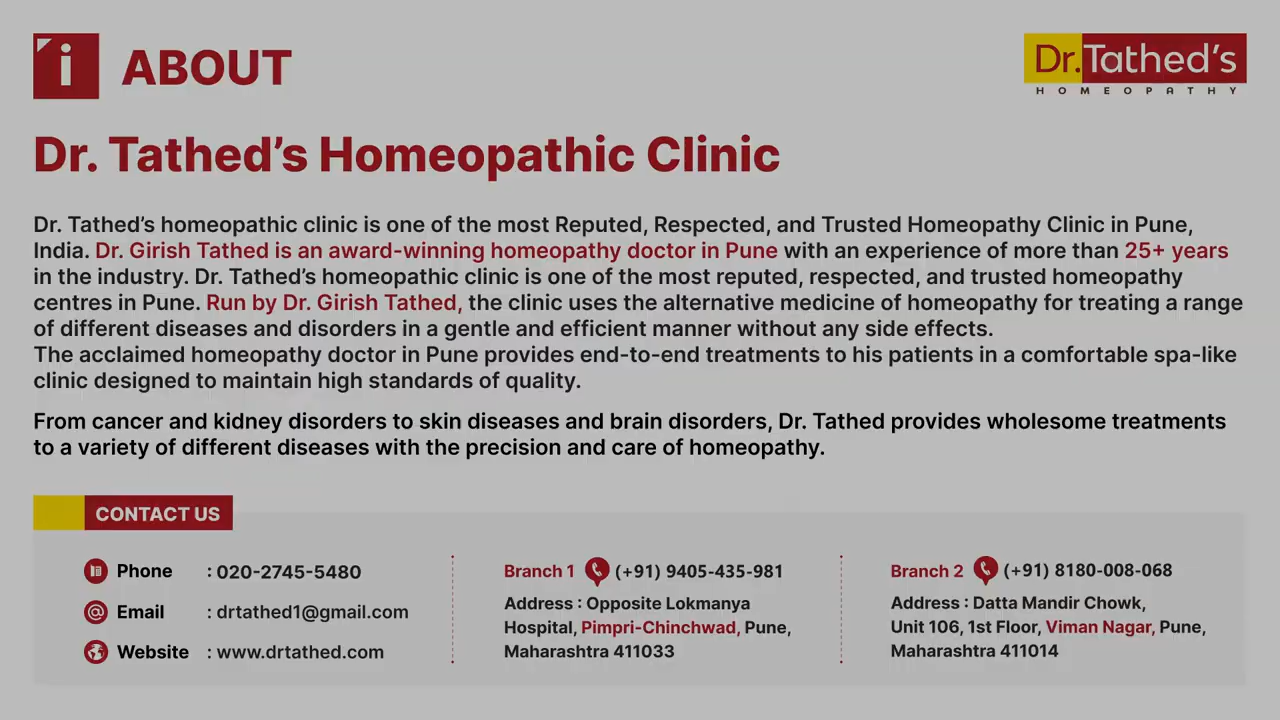 i ABOUT
Dr.Tathed's
HOMEOPATHY
Dr. Tathed's Homeopathic Clinic
Dr. Tathed's homeopathic clinic is one of the most Reputed, Respected, and Trusted Homeopathy Clinic in Pune,
India. Dr. Girish Tathed is an award-winning homeopathy doctor in Pune with an experience of more than 25+ years
in the industry. Dr. Tathed's homeopathic clinic is one of the most reputed, respected, and trusted homeopathy
centres in Pune. Run by Dr. Girish Tathed, the clinic uses the alternative medicine of homeopathy for treating a range
of different diseases and disorders in a gentle and efficient manner without any side effects.
The acclaimed homeopathy doctor in Pune provides end-to-end treatments to his patients in a comfortable spa-like
clinic designed to maintain high standards of quality.
From cancer and kidney disorders to skin diseases and brain disorders, Dr. Tathed provides wholesome treatments
to a variety of different diseases with the precision and care of homeopathy.
CONTACT US
Phone : 020-2745-5480
Email : drtathed1@gmail.com
Website : www.drtathed.com
Branch 1 (+91) 9405-435-981
Address : Opposite Lokmanya
Hospital, Pimpri-Chinchwad, Pune,
Maharashtra 411033
Branch 2 (+91) 8180-008-068
Address : Datta Mandir Chowk,
Unit 106, 1st Floor, Viman Nagar, Pune,
Maharashtra 411014